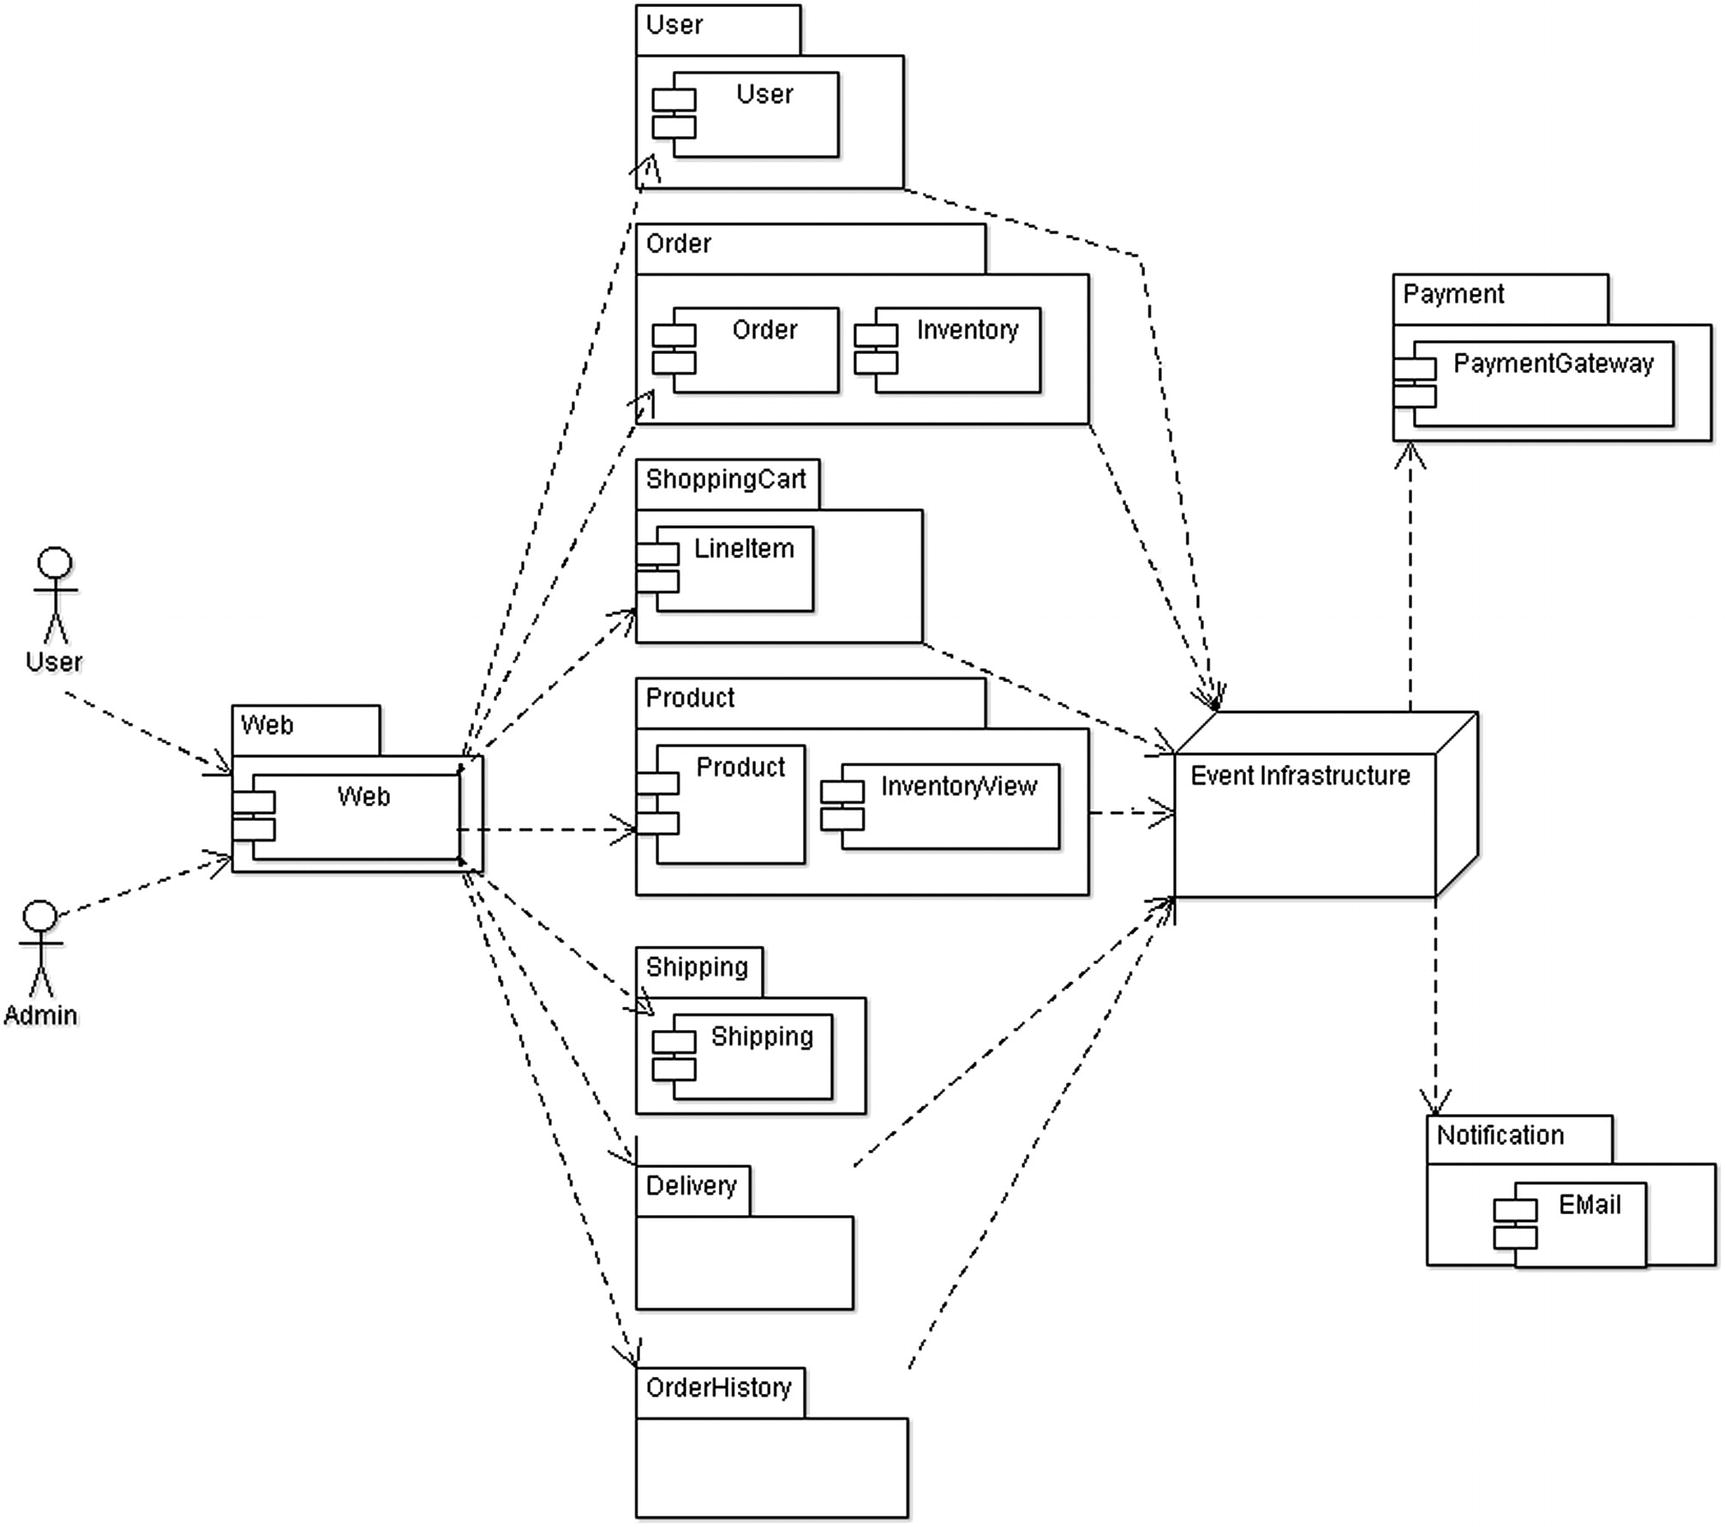 User
User
Order
Order
Inventory
Payment
PaymentGateway
ShoppingCart
LineItem
User
Web
Web
Product
Product
InventoryView
Event Infrastructure
Admin
Shipping
Shipping
Delivery
Notification
EMail
OrderHistory